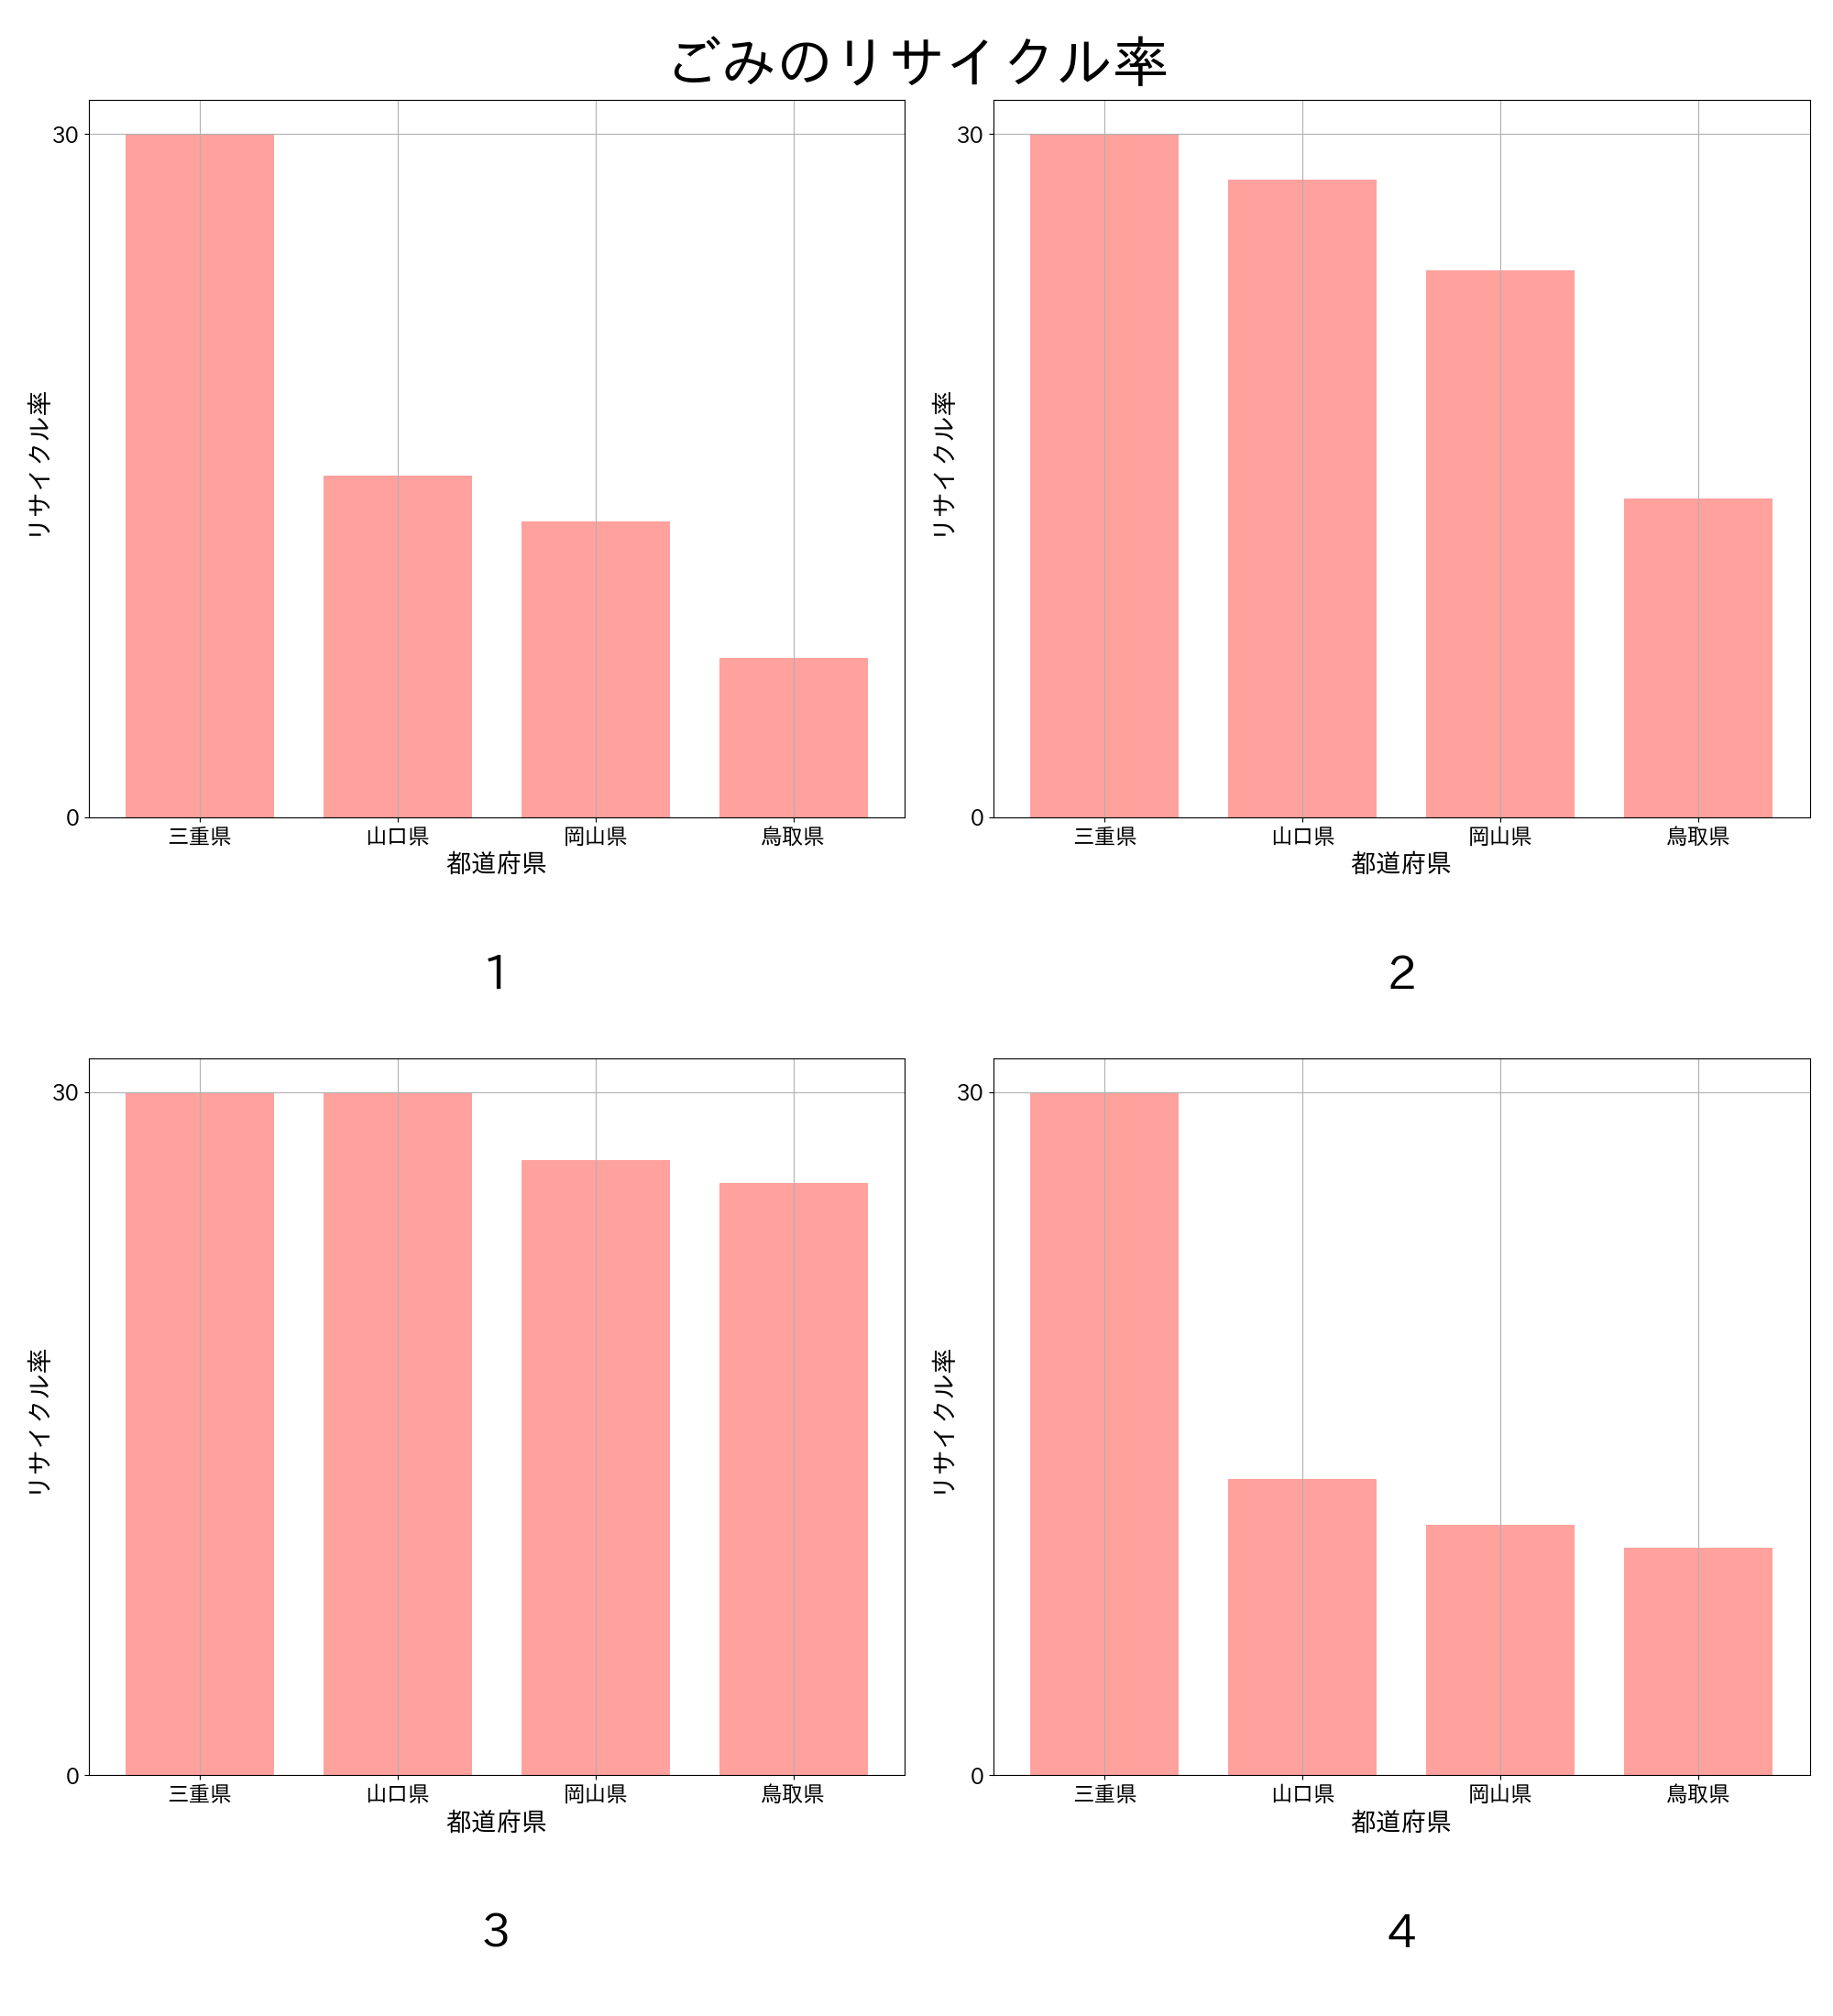 ごみのリサイクル率
30
0
リサイクル率
三重県 山口県 岡山県 鳥取県
都道府県
1
30
0
リサイクル率
三重県 山口県 岡山県 鳥取県
都道府県
2
30
0
リサイクル率
三重県 山口県 岡山県 鳥取県
都道府県
3
30
0
リサイクル率
三重県 山口県 岡山県 鳥取県
都道府県
4